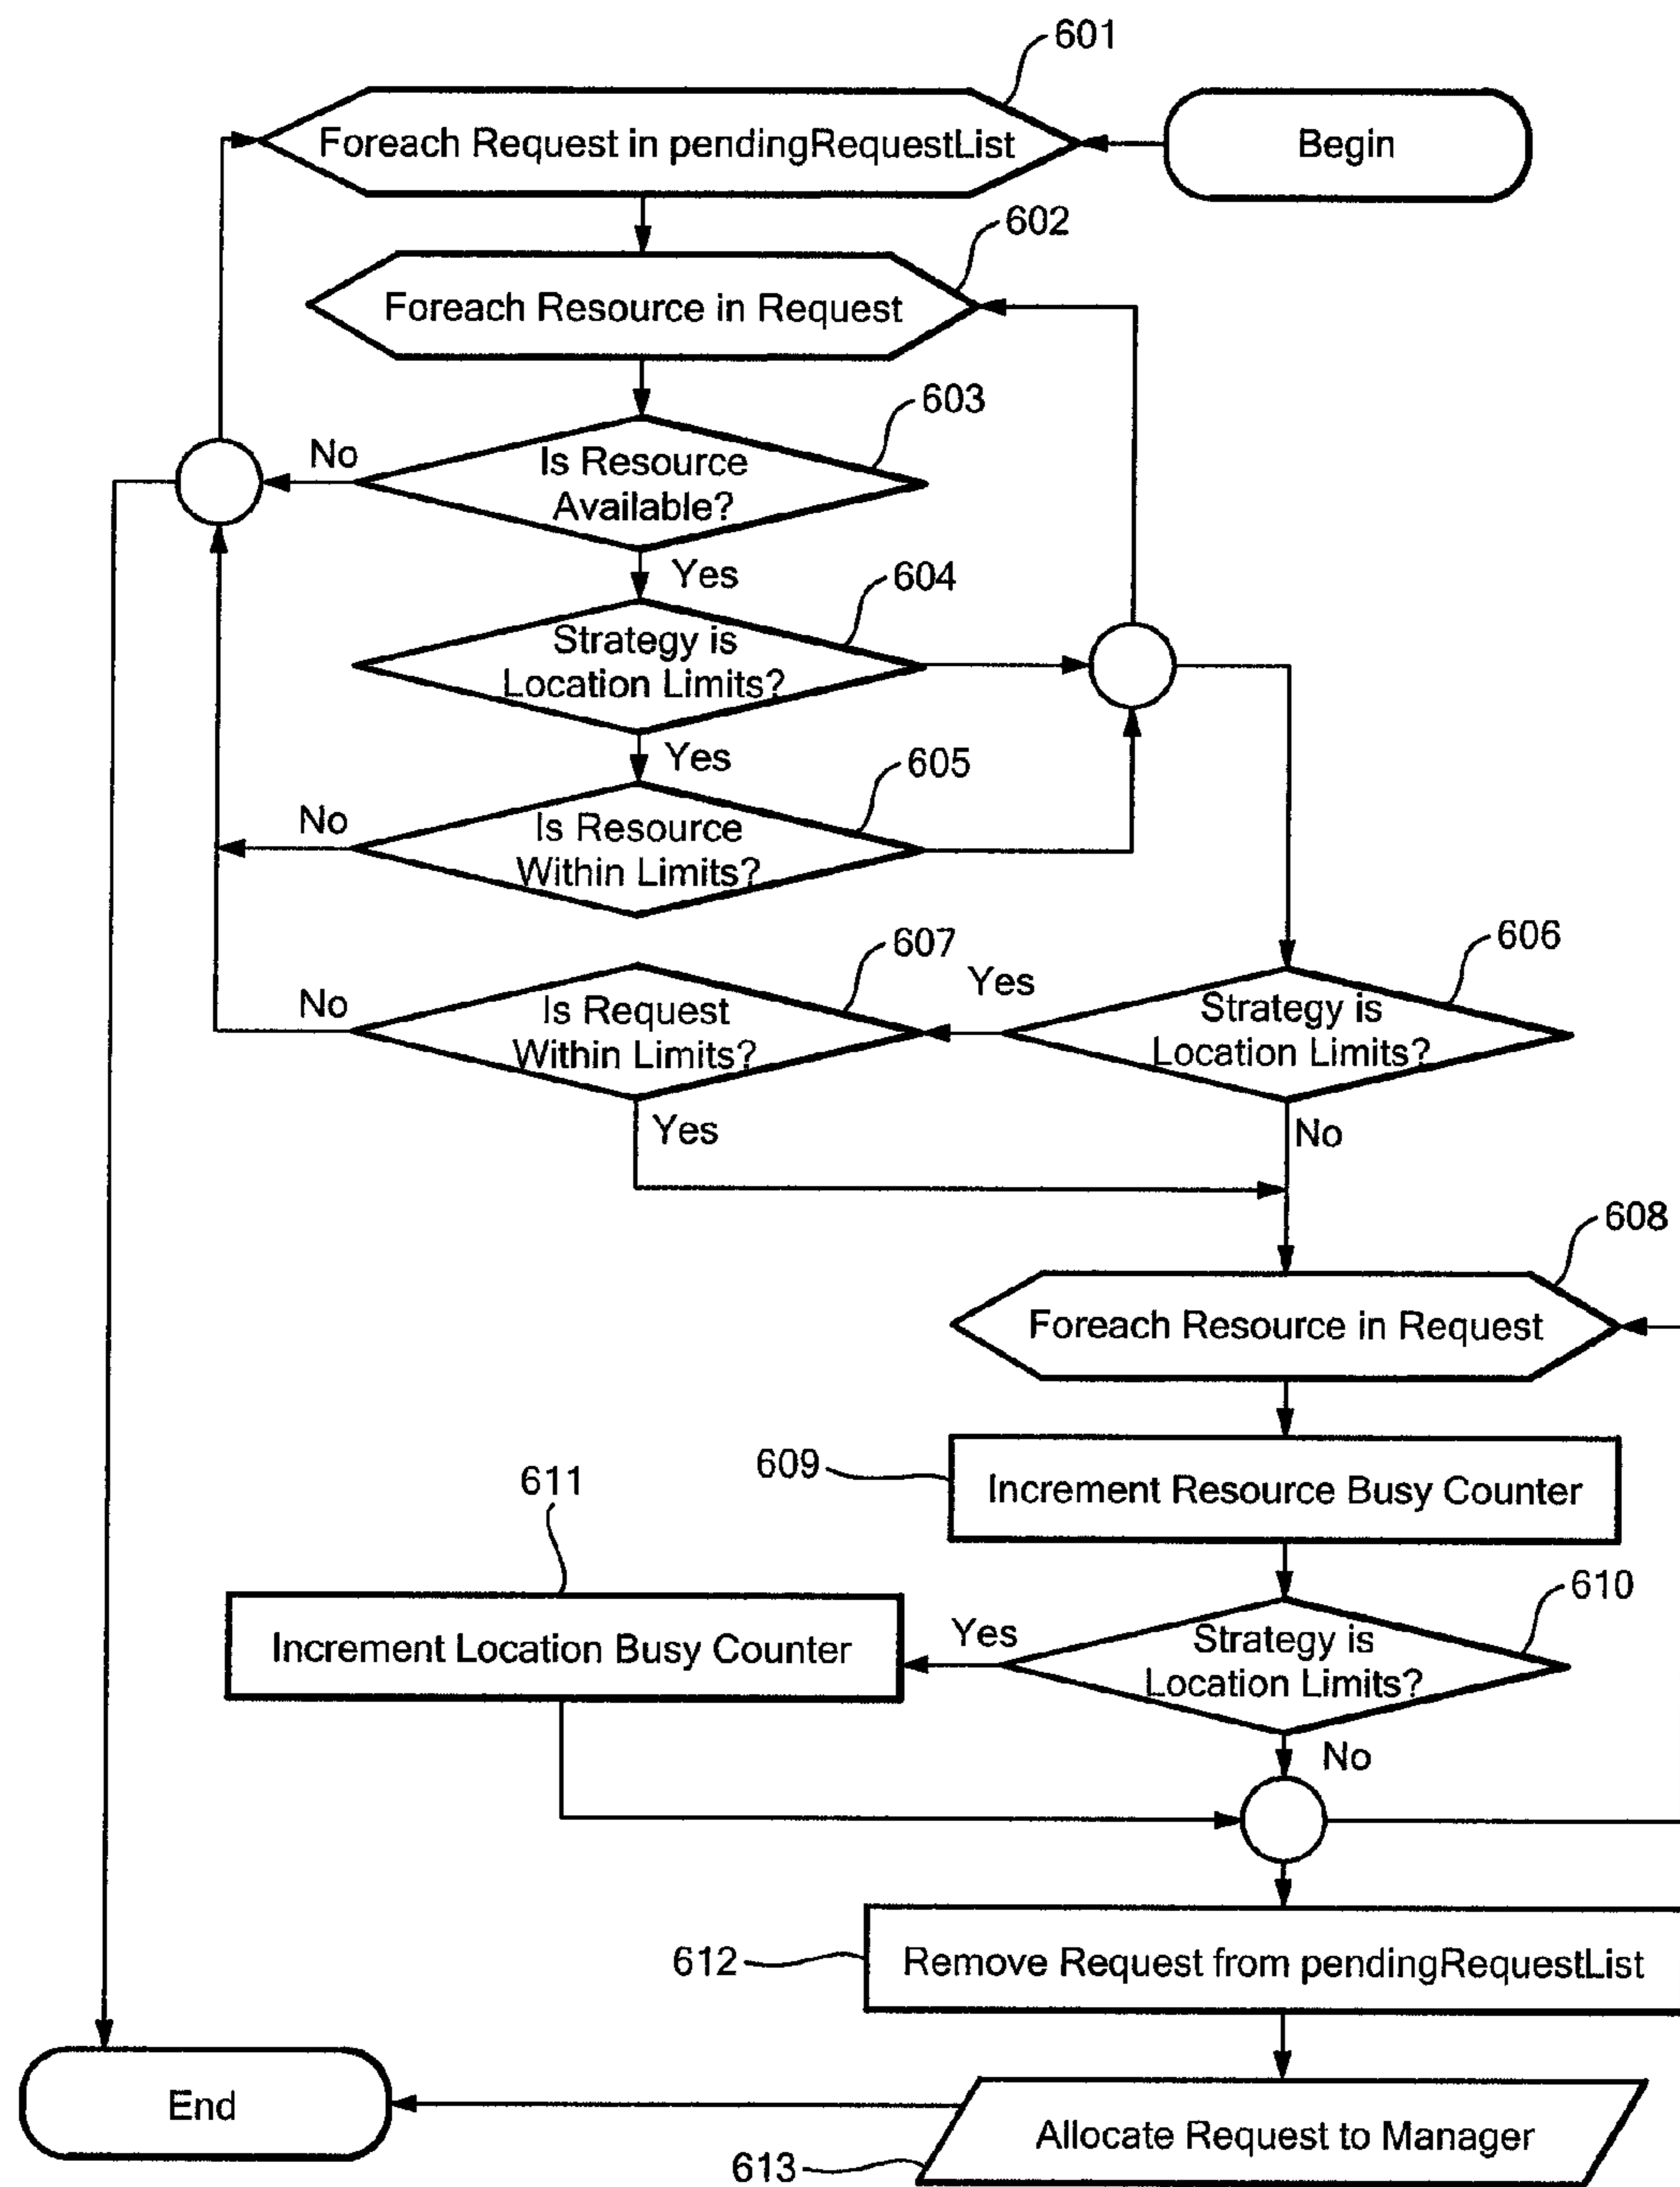 601
Foreach Request in pendingRequestList
Begin
602
Foreach Resource in Request
603
No
Is Resource
Available?
Yes
604
Strategy is
Location Limits?
Yes
605
No
Is Resource
Within Limits?
607
606
No
Yes
Is Request
Within Limits?
Strategy is
Location Limits?
Yes
No
608
Foreach Resource in Request
609
Increment Resource Busy Counter
611
610
Increment Location Busy Counter
Yes
Strategy is
Location Limits?
No
612
Remove Request from pendingRequestList
End
Allocate Request to Manager
613